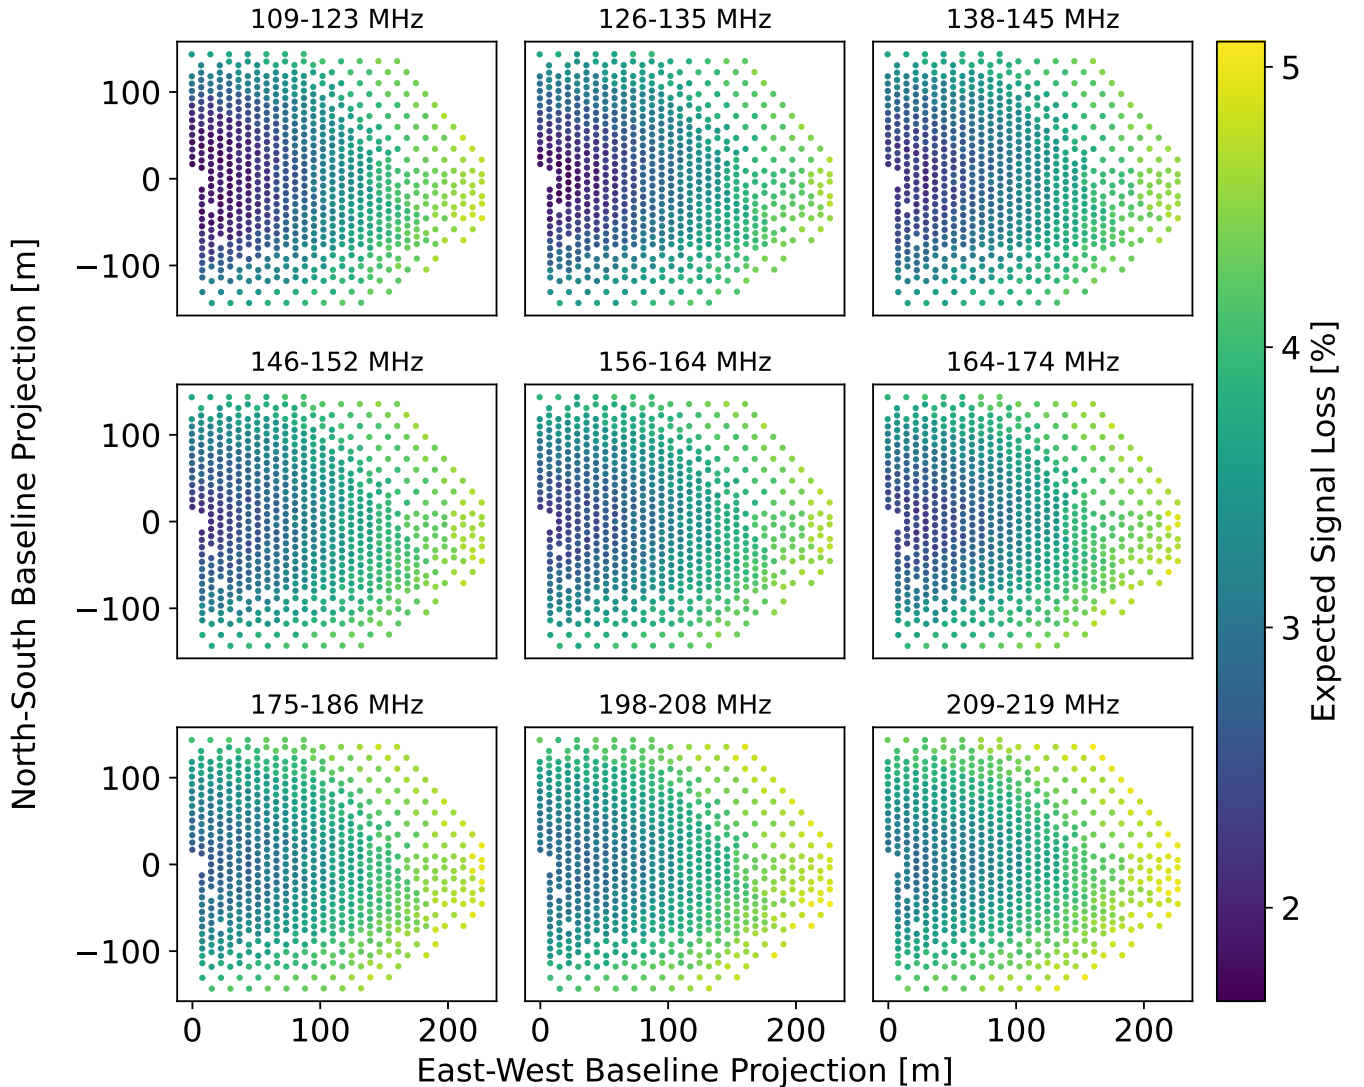 109-123 MHz 126-135 MHz 138-145 MHz
100
0
−100
146-152 MHz 156-164 MHz 164-174 MHz
100
0
−100
175-186 MHz 198-208 MHz 209-219 MHz
100
0
−100
0 100 200 0 100 200 0 100 200
East-West Baseline Projection [m]
North-South Baseline Projection [m]
5
4
3
2
Expected Signal Loss [%]